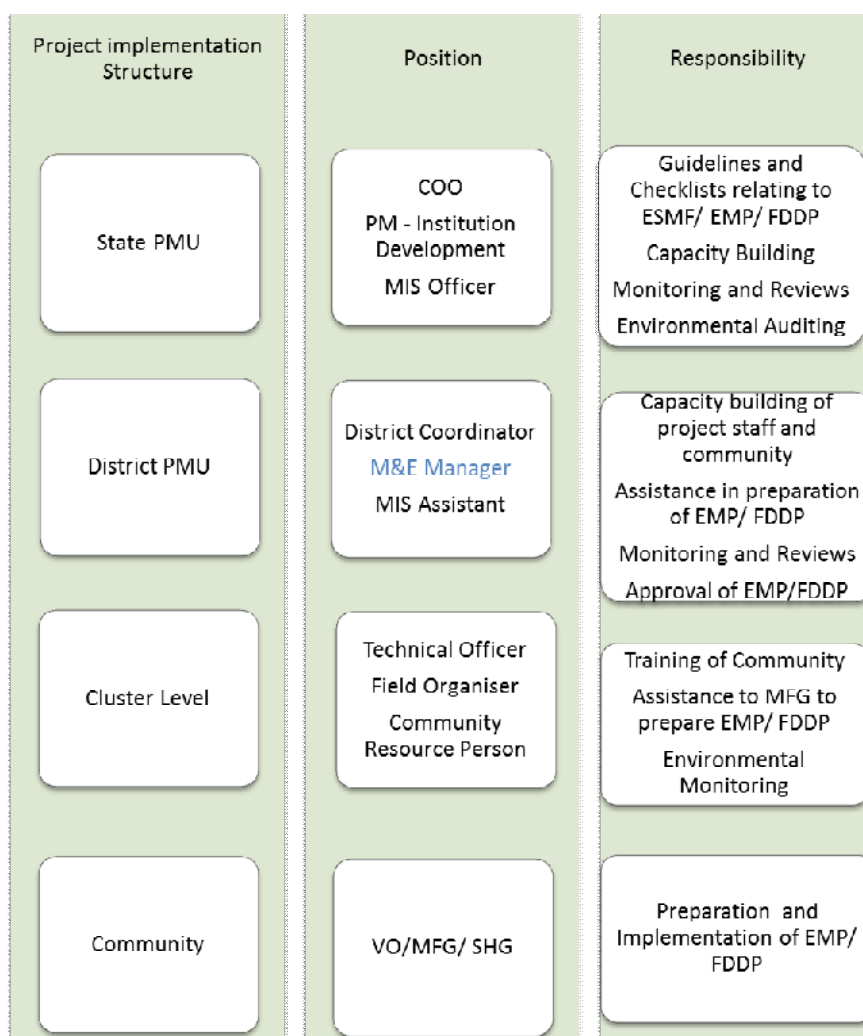 Project implementation
Structure
Position
Responsibility
State PMU
COO
PM - Institution
Development
MIS Officer
Guidelines and
Checklists relating to
ESMF/ EMP/ FDDP
Capacity Building
Monitoring and Reviews
Environmental Auditing
District PMU
District Coordinator
M&E Manager
MIS Assistant
Capacity building of
project staff and
community
Assistance in preparation
of EMP/ FDDP
Monitoring and Reviews
Approval of EMP/FDDP
Cluster Level
Technical Officer
Field Organiser
Community
Resource Person
Training of Community
Assistance to MFG to
prepare EMP/ FDDP
Environmental
Monitoring
Community
VO/MFG/ SHG
Preparation and
Implementation of EMP/
FDDP